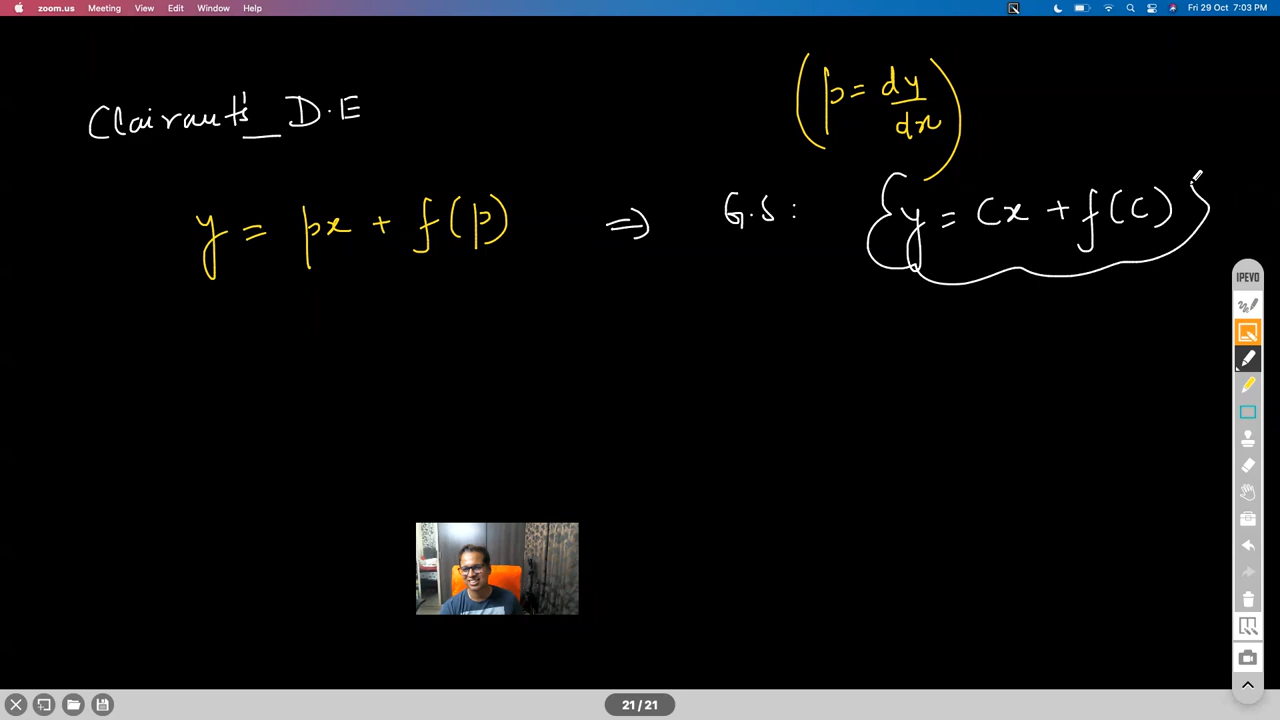 zoom.us Meeting View Edit Window Help Fri 29 Oct 7:03 PM
Clairaut's D.E
(p = dy/dx)
y = px + f(p) ⇒ G.S : {y = cx + f(c)}
IPEVO
21 / 21